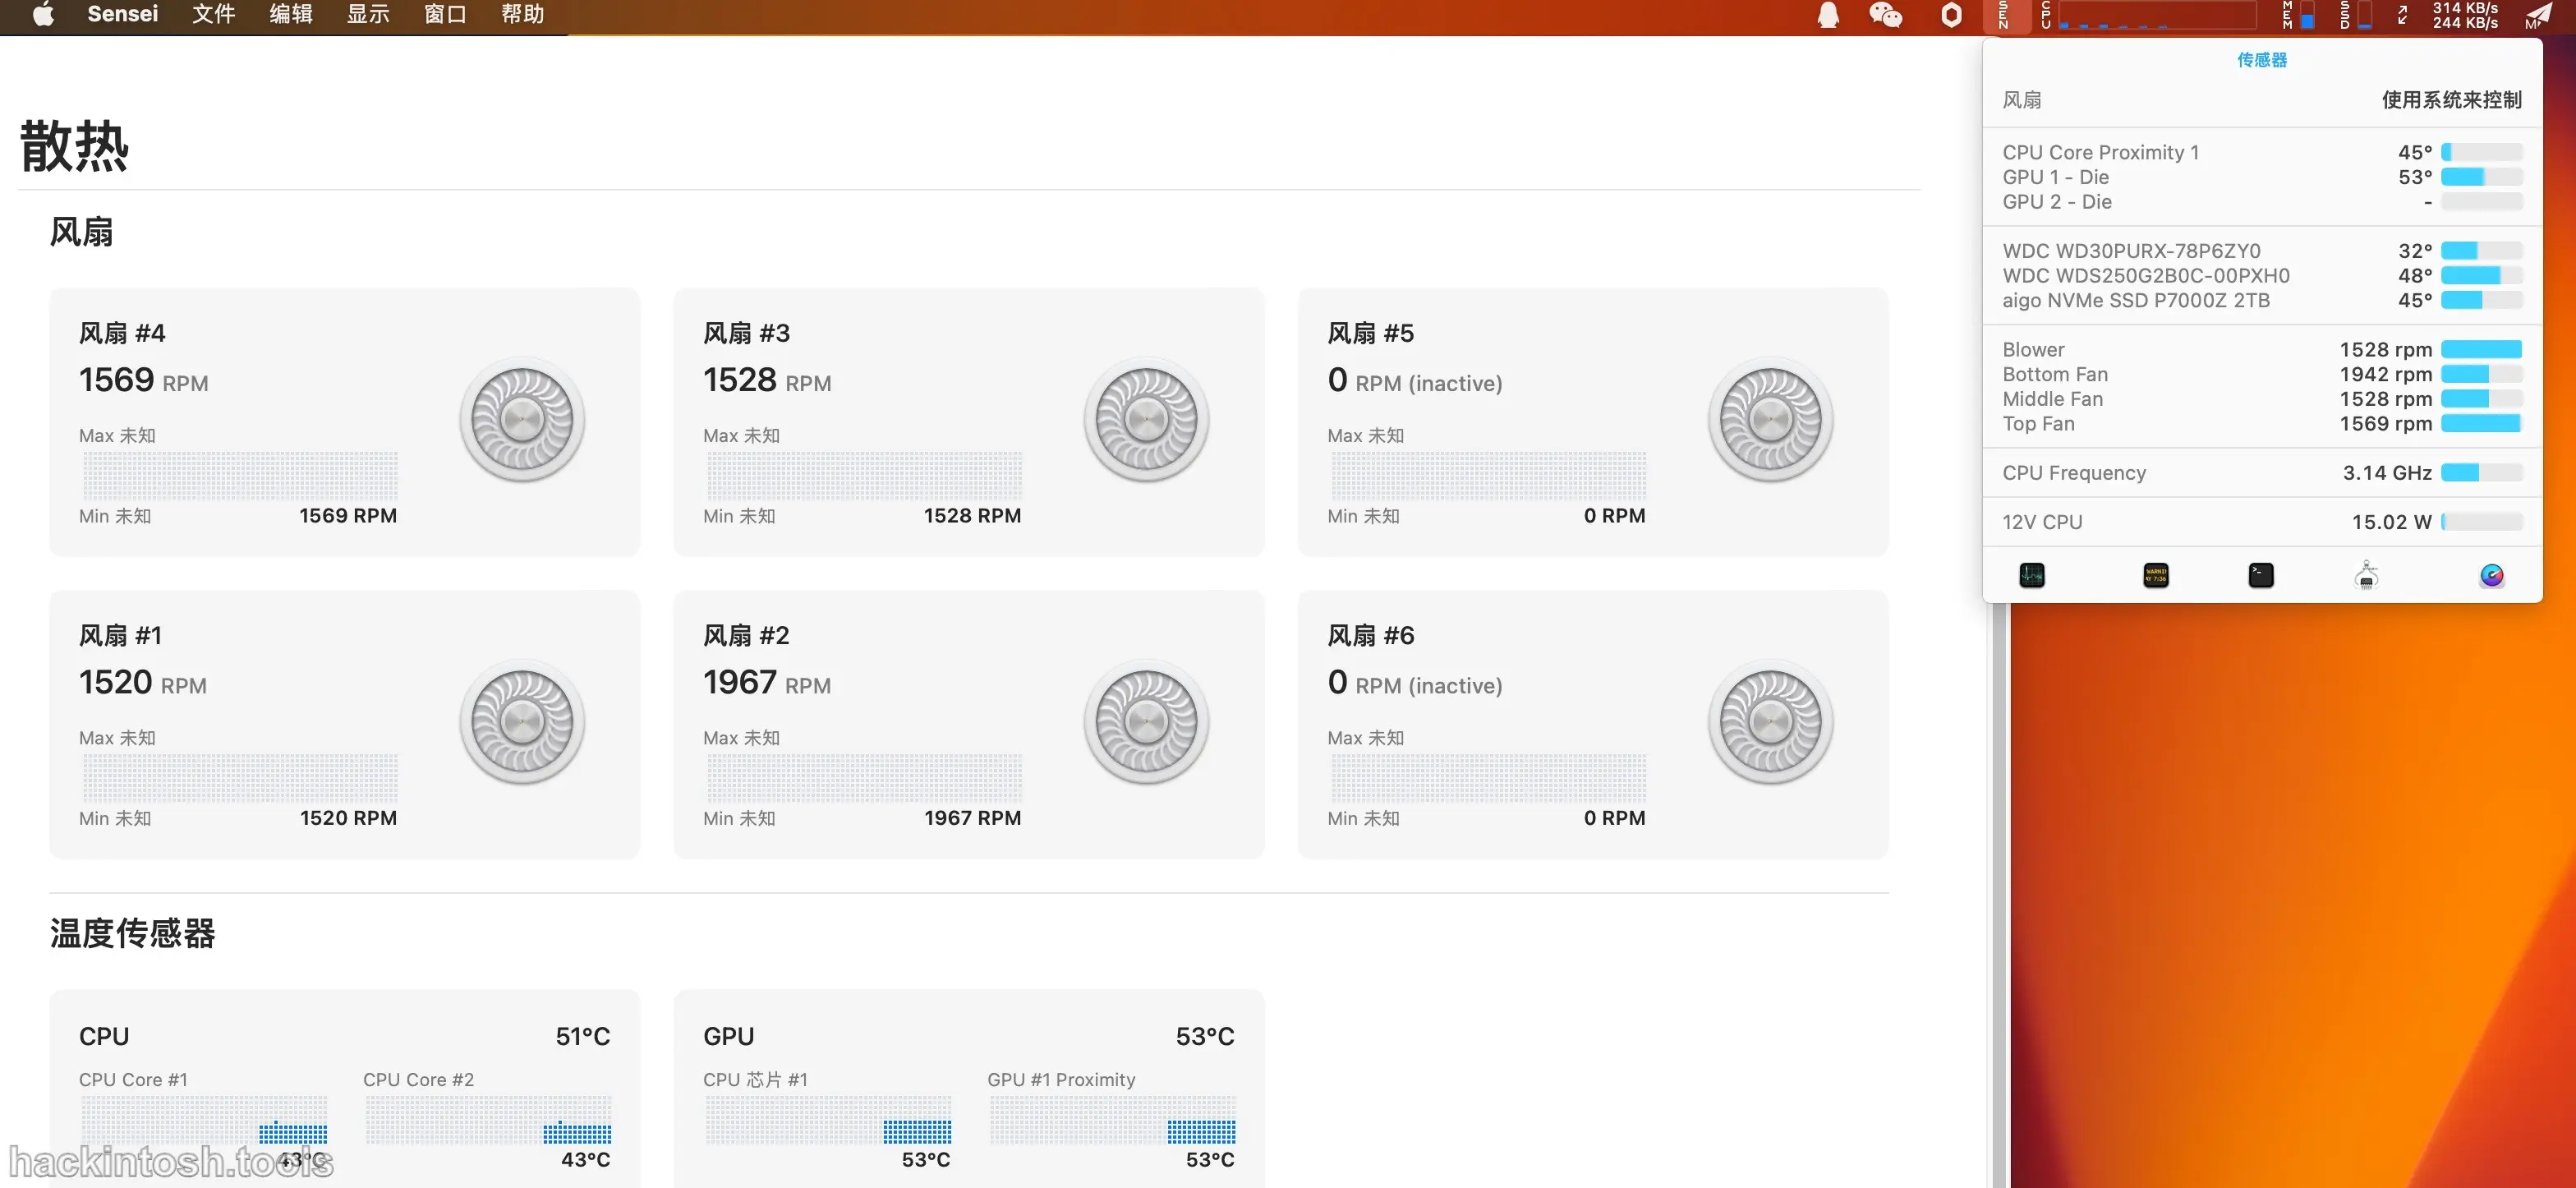 Sensei 文件 编辑 显示 窗口 帮助
SEN CPU MEM SSD 314 KB/s
244 KB/s
散热
风扇
风扇 #4
1569 RPM
Max 未知
Min 未知 1569 RPM
风扇 #3
1528 RPM
Max 未知
Min 未知 1528 RPM
风扇 #5
0 RPM (inactive)
Max 未知
Min 未知 0 RPM
风扇 #1
1520 RPM
Max 未知
Min 未知 1520 RPM
风扇 #2
1967 RPM
Max 未知
Min 未知 1967 RPM
风扇 #6
0 RPM (inactive)
Max 未知
Min 未知 0 RPM
温度传感器
CPU 51°C
CPU Core #1 CPU Core #2
43°C 43°C
GPU 53°C
CPU 芯片 #1 GPU #1 Proximity
53°C 53°C
传感器
风扇 使用系统来控制
CPU Core Proximity 1 45°
GPU 1 - Die 53°
GPU 2 - Die -
WDC WD30PURX-78P6ZY0 32°
WDC WDS250G2B0C-00PXH0 48°
aigo NVMe SSD P7000Z 2TB 45°
Blower 1528 rpm
Bottom Fan 1942 rpm
Middle Fan 1528 rpm
Top Fan 1569 rpm
CPU Frequency 3.14 GHz
12V CPU 15.02 W
hackintosh.tools